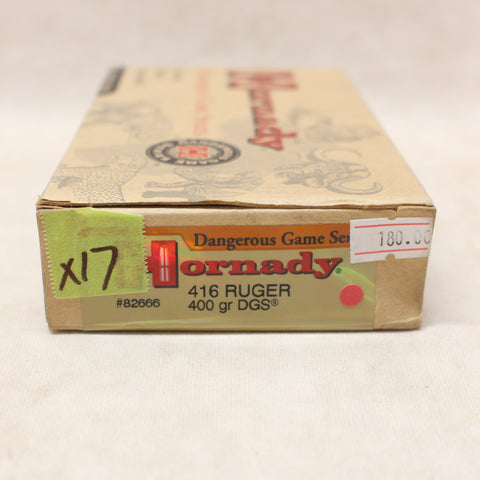 Hornady
X17
Dangerous Game Ser
180.00
Hornady®
416 RUGER
#82666
400 gr DGS®